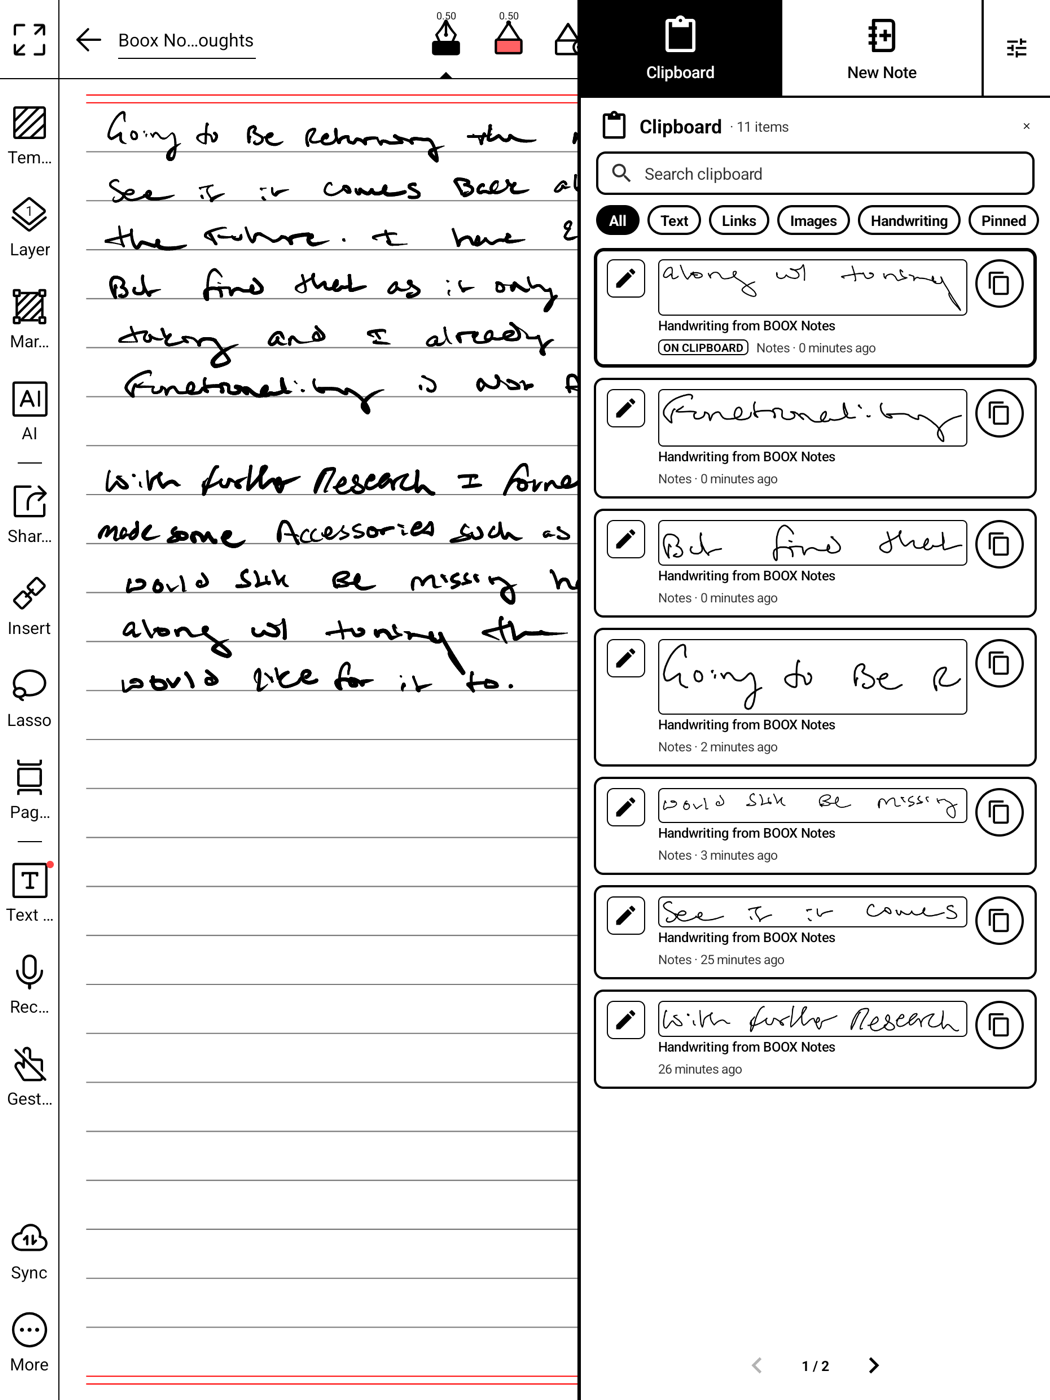 Boox No...oughts
0.50
0.50
Clipboard
New Note
Tem...
Layer
1
Mar...
AI
AI
Shar...
Insert
Lasso
Pag...
T
Text ...
Rec...
Gest...
Sync
More
Going to Be Returning the
See if it comes Back
the Future. I have
But find that as it only
taking and I already
Functionality is also
With further Research I
made some Accessories such as
would still Be missing
along w/ tuning the
would like for it to.
Clipboard · 11 items
×
Search clipboard
All Text Links Images Handwriting Pinned
along w/ tuning
Handwriting from BOOX Notes
ON CLIPBOARD Notes · 0 minutes ago
Functionality
Handwriting from BOOX Notes
Notes · 0 minutes ago
But find that
Handwriting from BOOX Notes
Notes · 0 minutes ago
Going to Be R
Handwriting from BOOX Notes
Notes · 2 minutes ago
would still Be missing
Handwriting from BOOX Notes
Notes · 3 minutes ago
See if it comes
Handwriting from BOOX Notes
Notes · 25 minutes ago
With further Research
Handwriting from BOOX Notes
26 minutes ago
1 / 2